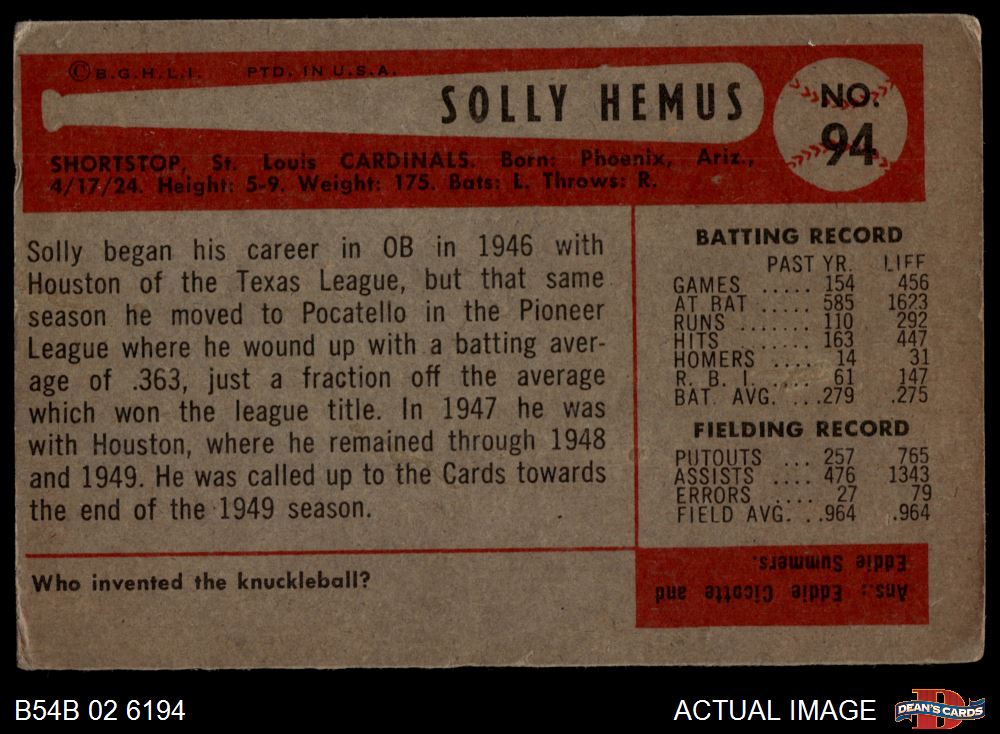 © B.G.H.L.I. PTD. IN U.S.A.
SOLLY HEMUS
NO.
94
SHORTSTOP, St. Louis CARDINALS. Born: Phoenix, Ariz.,
4/17/24. Height: 5-9. Weight: 175. Bats: L. Throws: R.
Solly began his career in OB in 1946 with
Houston of the Texas League, but that same
season he moved to Pocatello in the Pioneer
League where he wound up with a batting aver-
age of .363, just a fraction off the average
which won the league title. In 1947 he was
with Houston, where he remained through 1948
and 1949. He was called up to the Cards towards
the end of the 1949 season.
Who invented the knuckleball?
BATTING RECORD
PAST YR. LIFE
GAMES ..... 154 456
AT BAT ..... 585 1623
RUNS ....... 110 292
HITS ....... 163 447
HOMERS .... 14 31
R. B. I. .... 61 147
BAT. AVG. ...279 .275
FIELDING RECORD
PUTOUTS ... 257 765
ASSISTS .... 476 1343
ERRORS .... 27 79
FIELD AVG. ..964 .964
Ans.: Eddie Cicotte and
Eddie Summers.
B54B 02 6194
ACTUAL IMAGE
DEAN'S CARDS